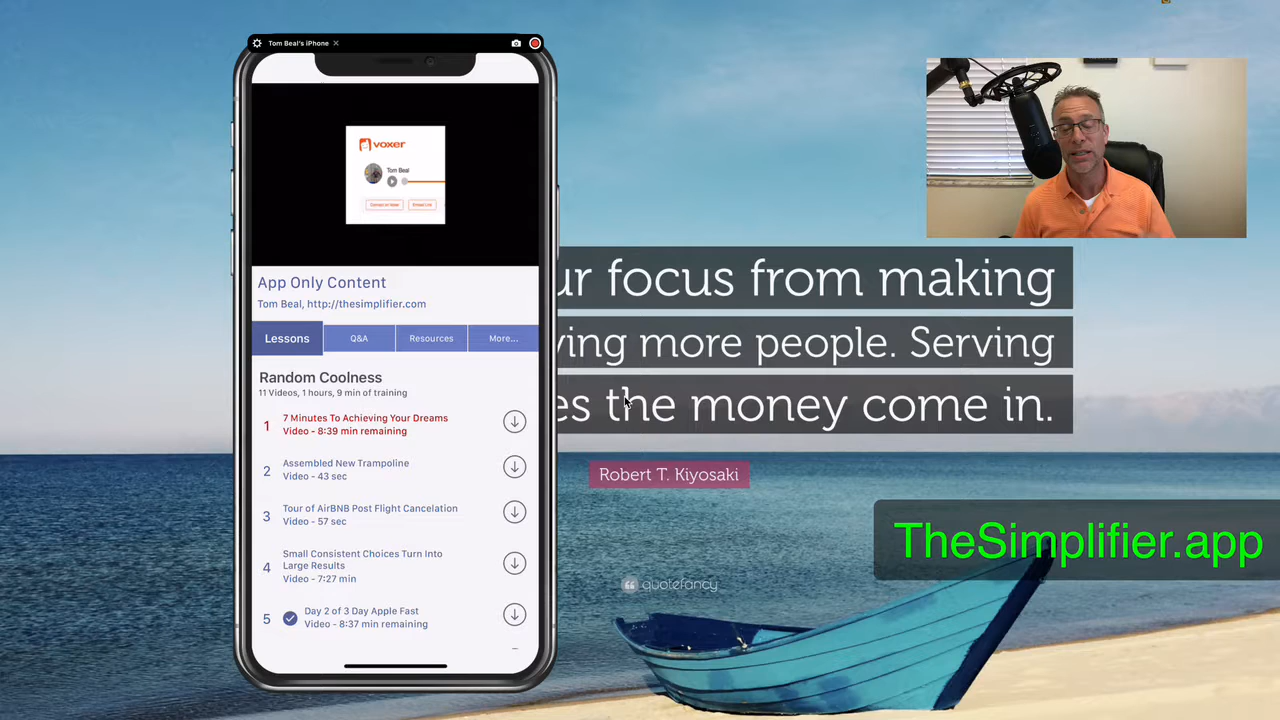 Tom Beal's iPhone
voxer
Tom Beal
App Only Content
Tom Beal, http://thesimplifier.com
Lessons
Q&A
Resources
More...
Random Coolness
11 Videos, 1 hours, 9 min of training
1
7 Minutes To Achieving Your Dreams
Video - 8:39 min remaining
2
Assembled New Trampoline
Video - 43 sec
3
Tour of AirBNB Post Flight Cancelation
Video - 57 sec
4
Small Consistent Choices Turn Into
Large Results
Video - 7:27 min
5
Day 2 of 3 Day Apple Fast
Video - 8:37 min remaining
focus from making
more people. Serving
the money come in.
Robert T. Kiyosaki
quotefancy
TheSimplifier.app